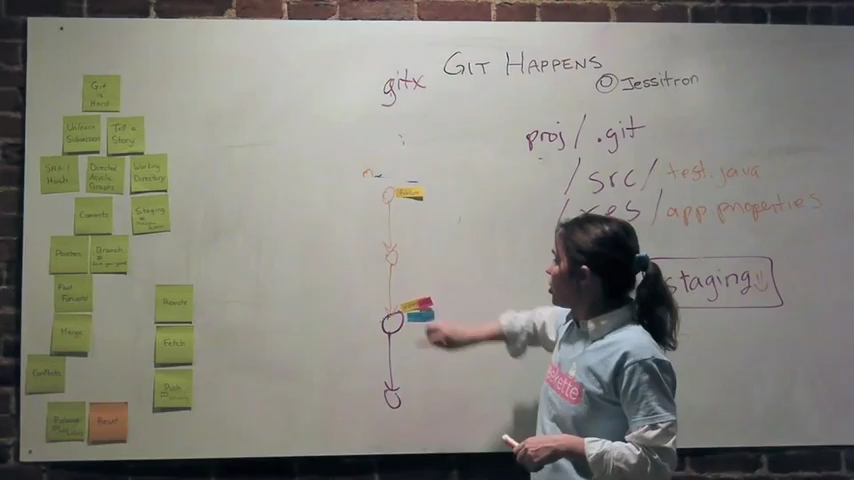 Git
is
Hard
Unlearn
Subversion
Tell a
Story
SHA-1
Hash
Directed
Acyclic
Graphs
Working
Directory
Commits
Staging
Branch
Fast
Forward
Remote
Merge
Fetch
Conflicts
Push
Rebase
Reset
gitx
GIT HAPPENS
@Jessitron
proj/.git
/src/test.java
/res/app.properties
staging